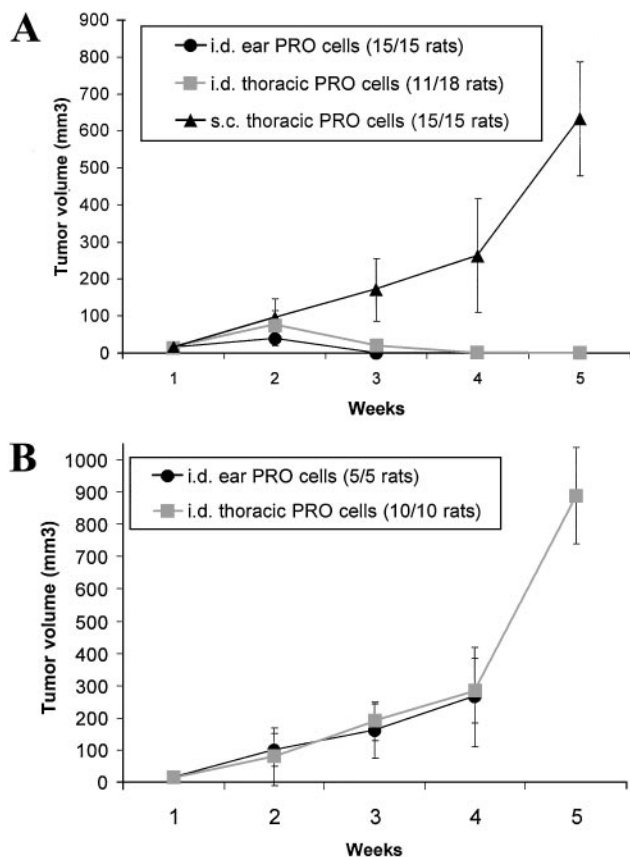 A
900
800
700
600
500
400
300
200
100
0
Tumor volume (mm3)
i.d. ear PRO cells (15/15 rats)
i.d. thoracic PRO cells (11/18 rats)
s.c. thoracic PRO cells (15/15 rats)
1 2 3 4 5
Weeks
B
1000
900
800
700
600
500
400
300
200
100
0
Tumor volume (mm3)
i.d. ear PRO cells (5/5 rats)
i.d. thoracic PRO cells (10/10 rats)
1 2 3 4 5
Weeks